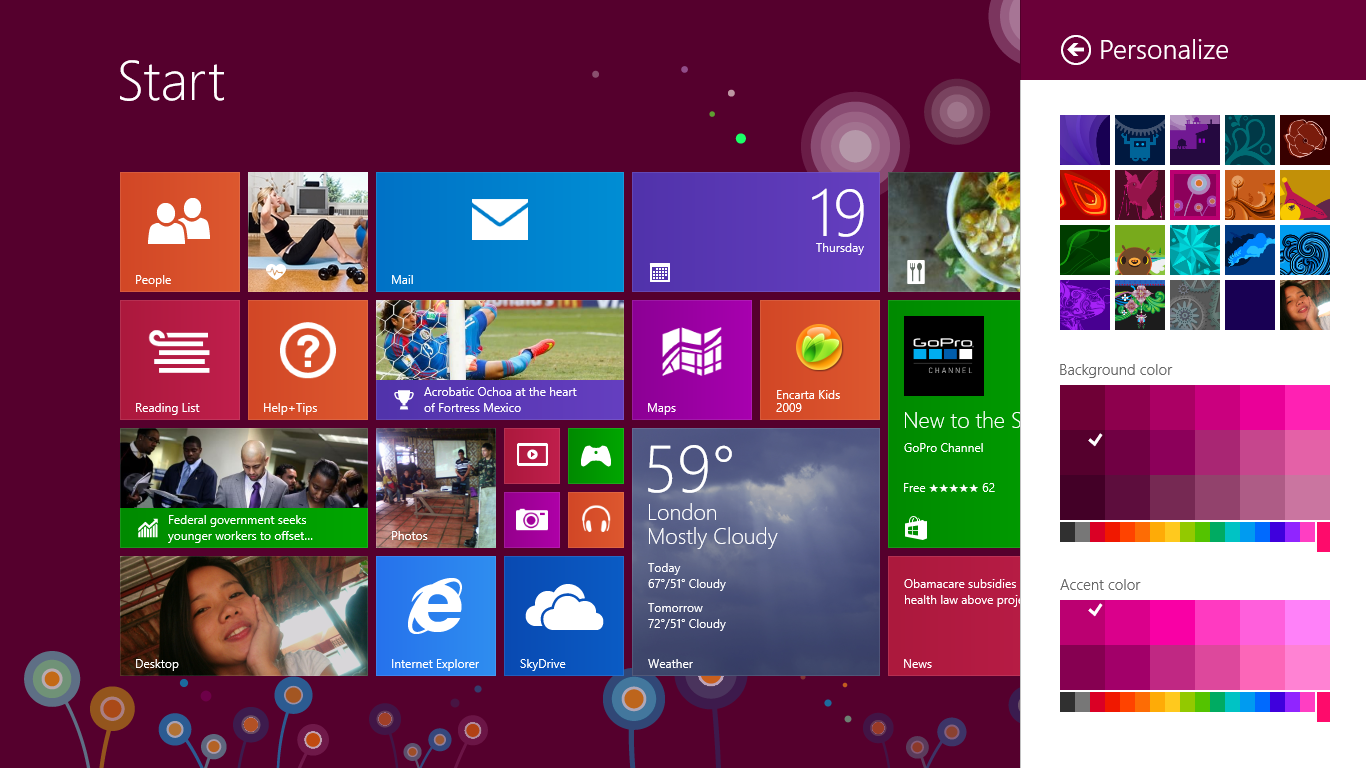 Start
Personalize
People
Mail
19
Thursday
Reading List
Help+Tips
Acrobatic Ochoa at the heart
of Fortress Mexico
Maps
Encarta Kids
2009
GoPro
CHANNEL
New to the S
GoPro Channel
Free ★★★★★ 62
Federal government seeks
younger workers to offset...
Photos
59°
London
Mostly Cloudy
Today
67°/51° Cloudy
Tomorrow
72°/51° Cloudy
Weather
Desktop
Internet Explorer
SkyDrive
Obamacare subsidies
health law above proje
News
Background color
Accent color